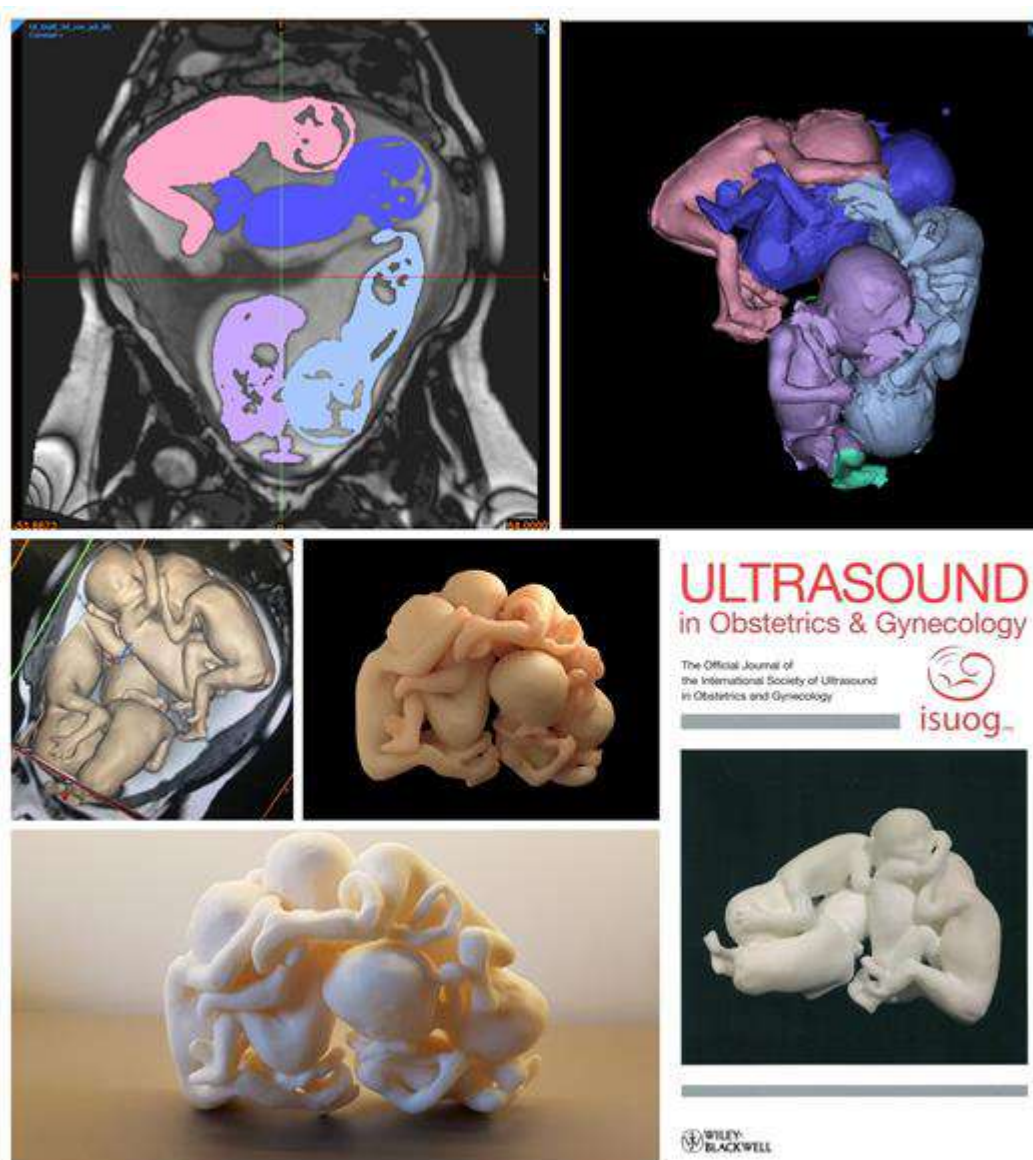 ULTRASOUND
in Obstetrics & Gynecology
The Official Journal of
the International Society of Ultrasound
in Obstetrics and Gynecology
isuog
WILEY-
BLACKWELL